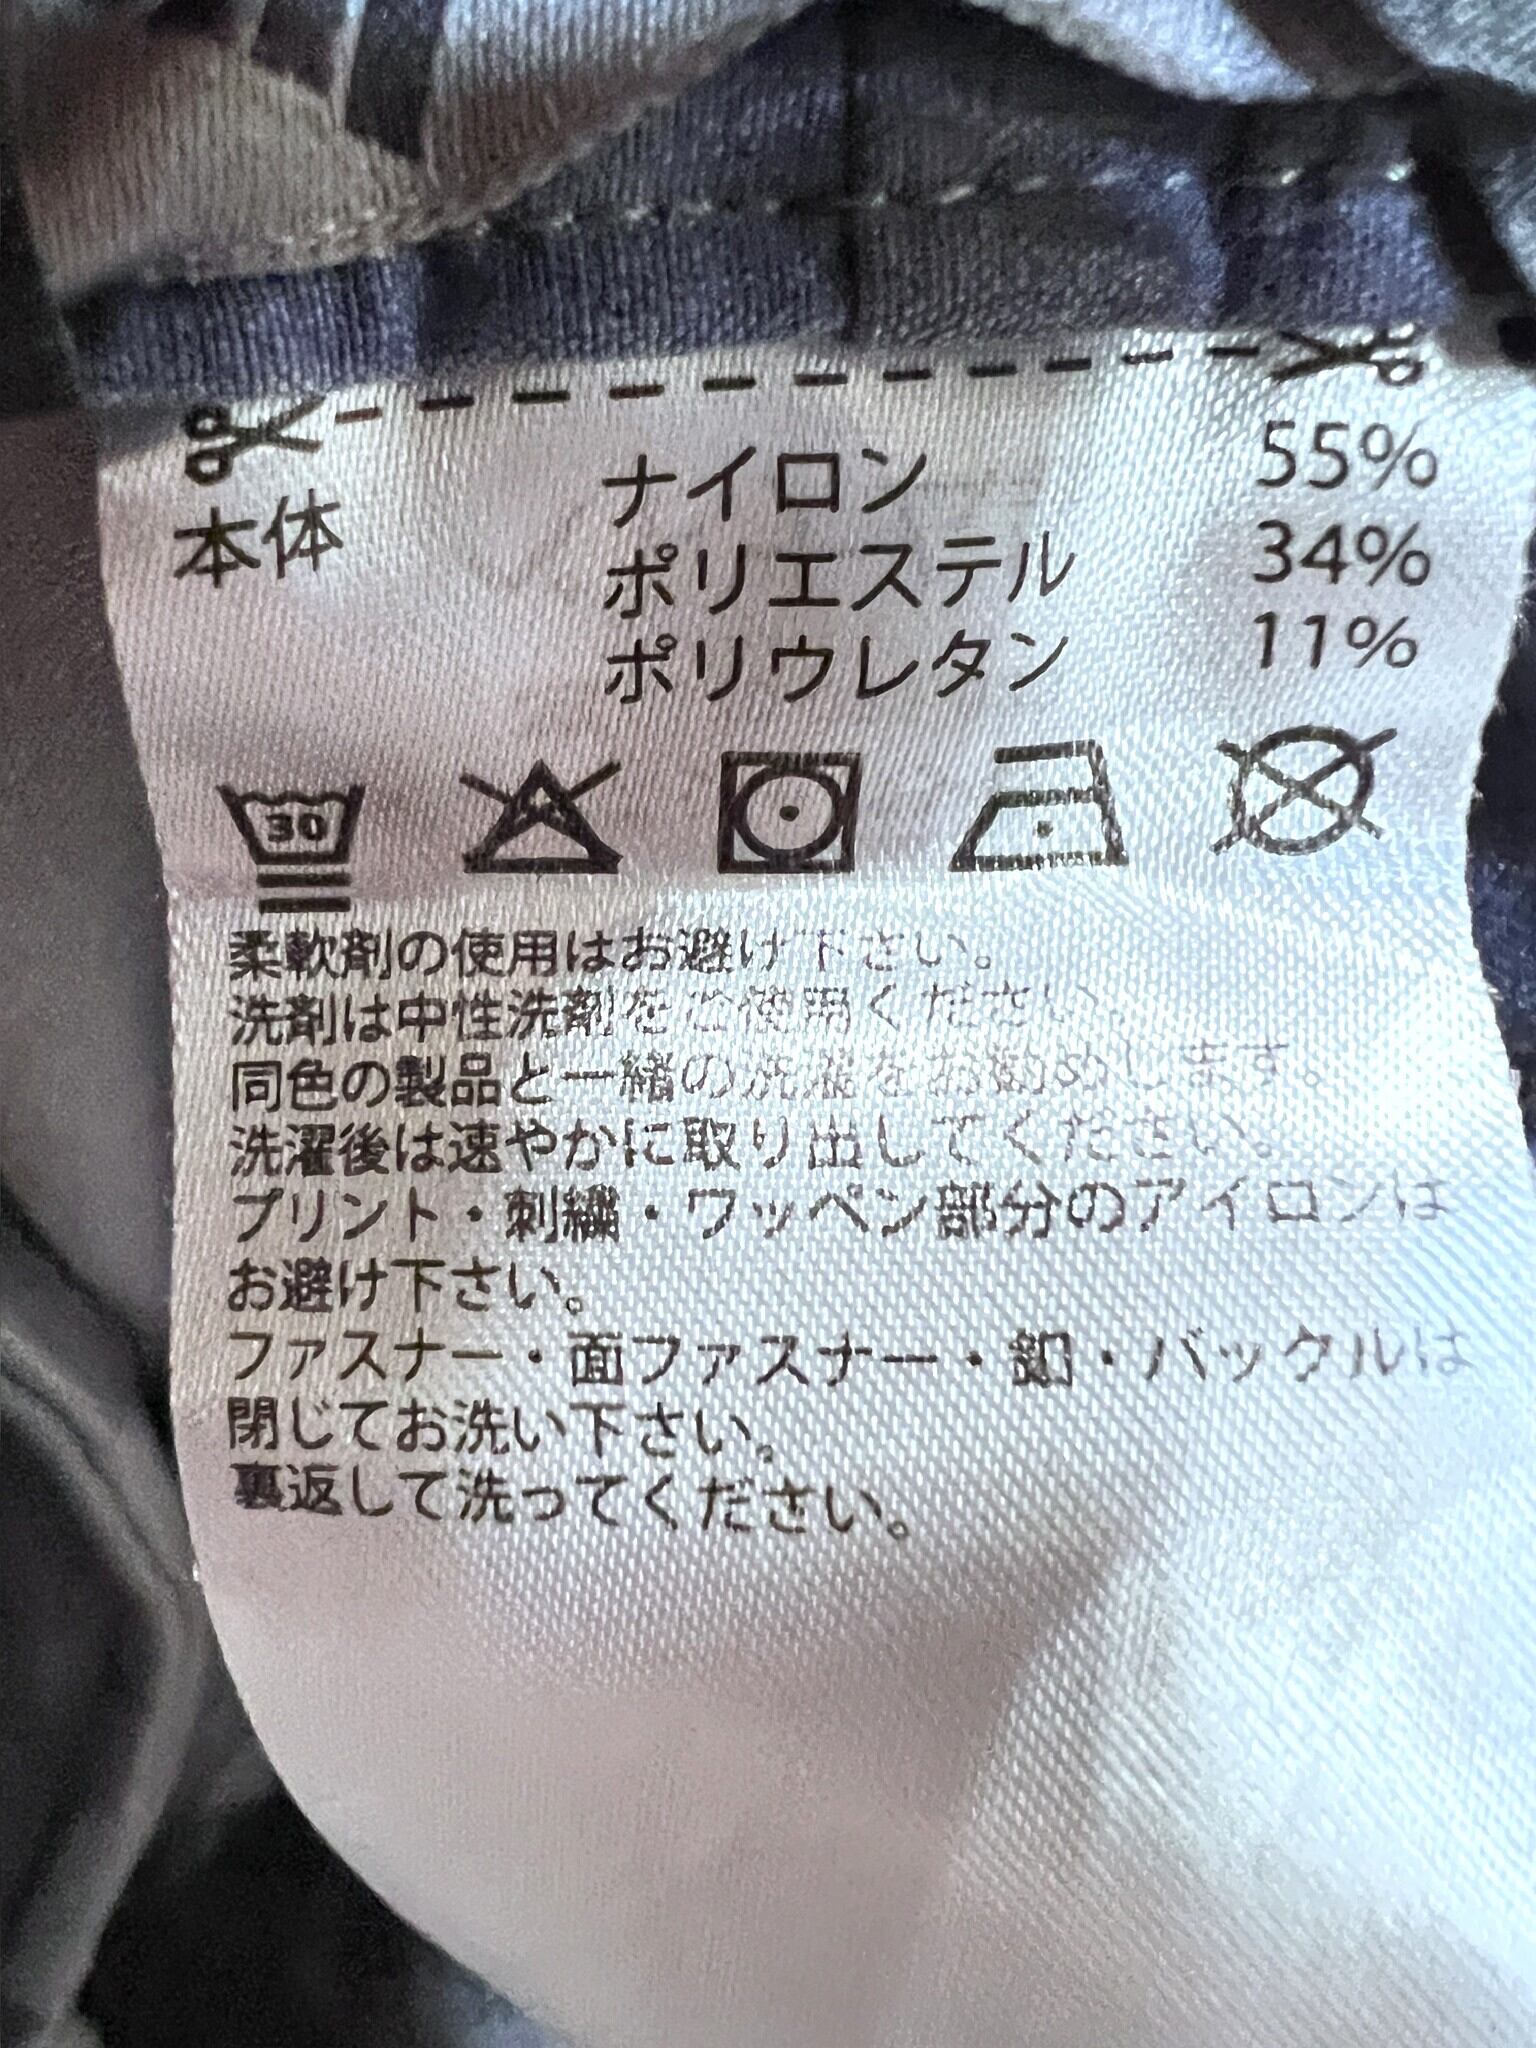 本体 ナイロン 55%
ポリエステル 34%
ポリウレタン 11%
30
柔軟剤の使用はお避け下さい。
洗剤は中性洗剤をご使用ください
同色の製品と一緒の洗濯をお勧めします。
洗濯後は速やかに取り出してください。
プリント・刺繍・ワッペン部分のアイロンは
お避け下さい。
ファスナー・面ファスナー・釦・バックルは
閉じてお洗い下さい。
裏返して洗ってください。